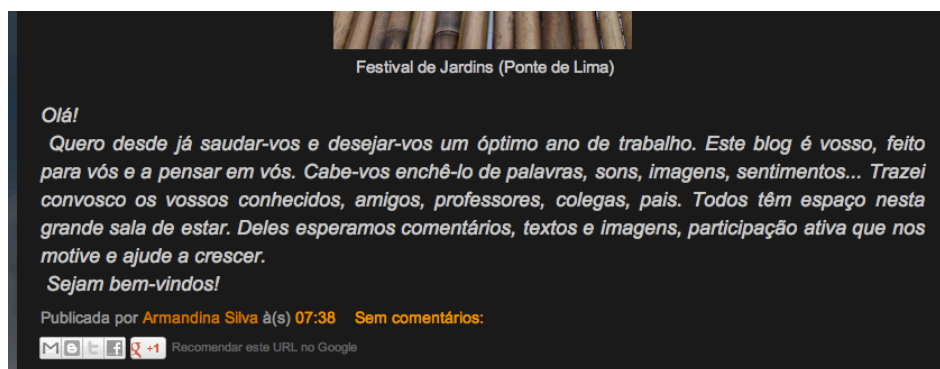 Festival de Jardins (Ponte de Lima)
Olá!
Quero desde já saudar-vos e desejar-vos um óptimo ano de trabalho. Este blog é vosso, feito
para vós e a pensar em vós. Cabe-vos enchê-lo de palavras, sons, imagens, sentimentos... Trazei
convosco os vossos conhecidos, amigos, professores, colegas, pais. Todos têm espaço nesta
grande sala de estar. Deles esperamos comentários, textos e imagens, participação ativa que nos
motive e ajude a crescer.
Sejam bem-vindos!
Publicada por Armandina Silva à(s) 07:38 Sem comentários:
+1 Recomendar este URL no Google